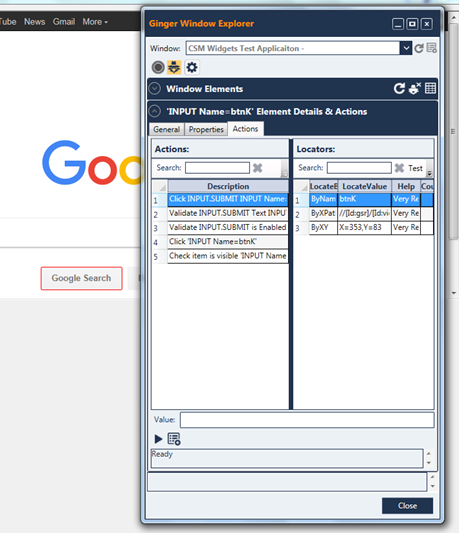 Tube News Gmail More
Ginger Window Explorer
Window: CSM Widgets Test Applicaiton -
Window Elements
'INPUT Name=btnK' Element Details & Actions
General Properties Actions
Goo
Actions: Locators:
Search: Search: Test
Description LocateB LocateValue Help Cou
1 Click INPUT.SUBMIT INPUT Name: 1 ByNam btnK Very Re
2 Validate INPUT.SUBMIT Text INPUT 2 ByXPat //[Id:gsr]/[Id:vi Very Re
3 Validate INPUT.SUBMIT is Enabled 3 ByXY X=353,Y=83 Very Re
4 Click 'INPUT Name=btnK'
5 Check item is visible 'INPUT Name
Google Search
Value:
Ready
Close